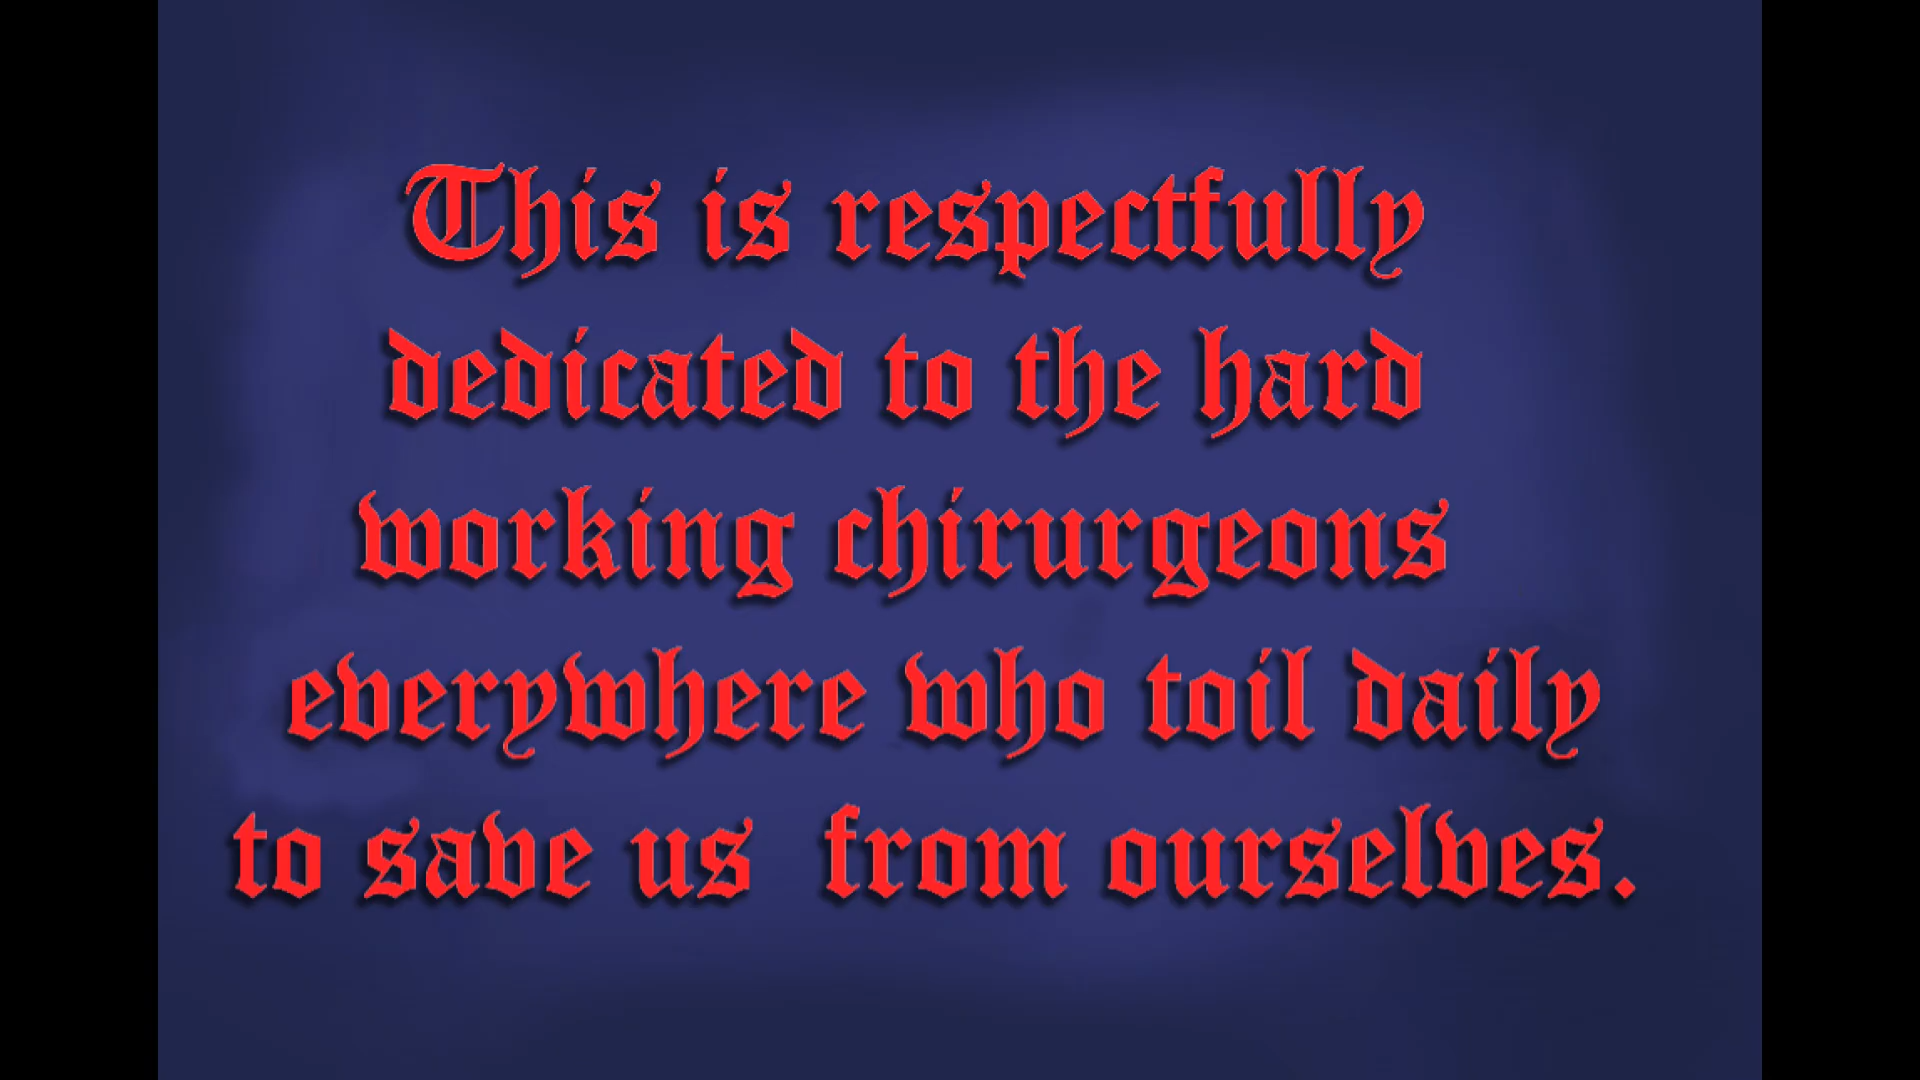 This is respectfully
dedicated to the hard
working chirurgeons
everywhere who toil daily
to save us  from ourselves.